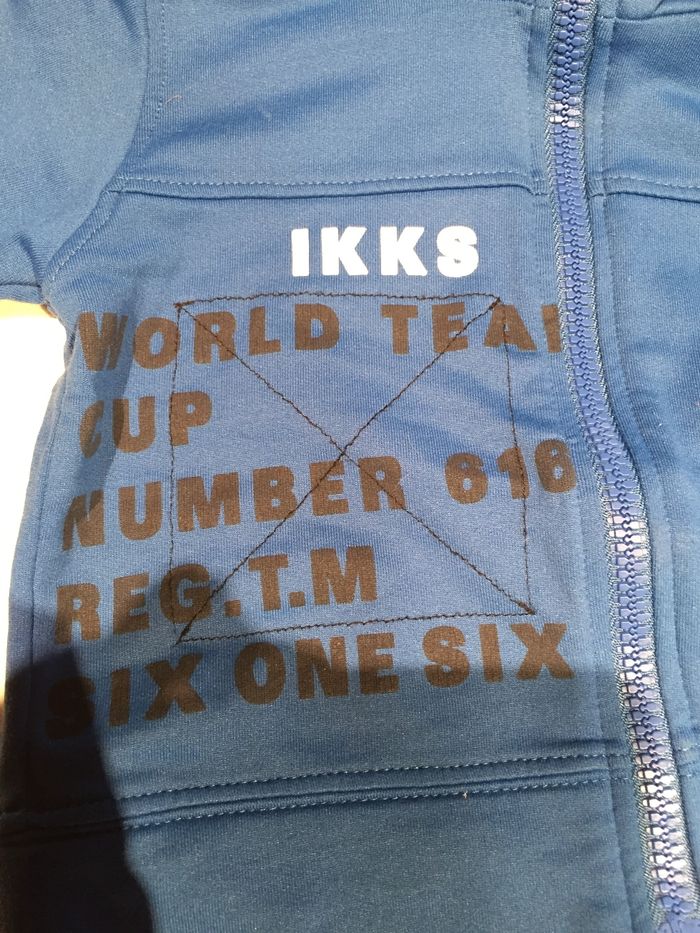 IKKS
WORLD TEAM
CUP
NUMBER 616
REG.T.M
SIX ONE SIX